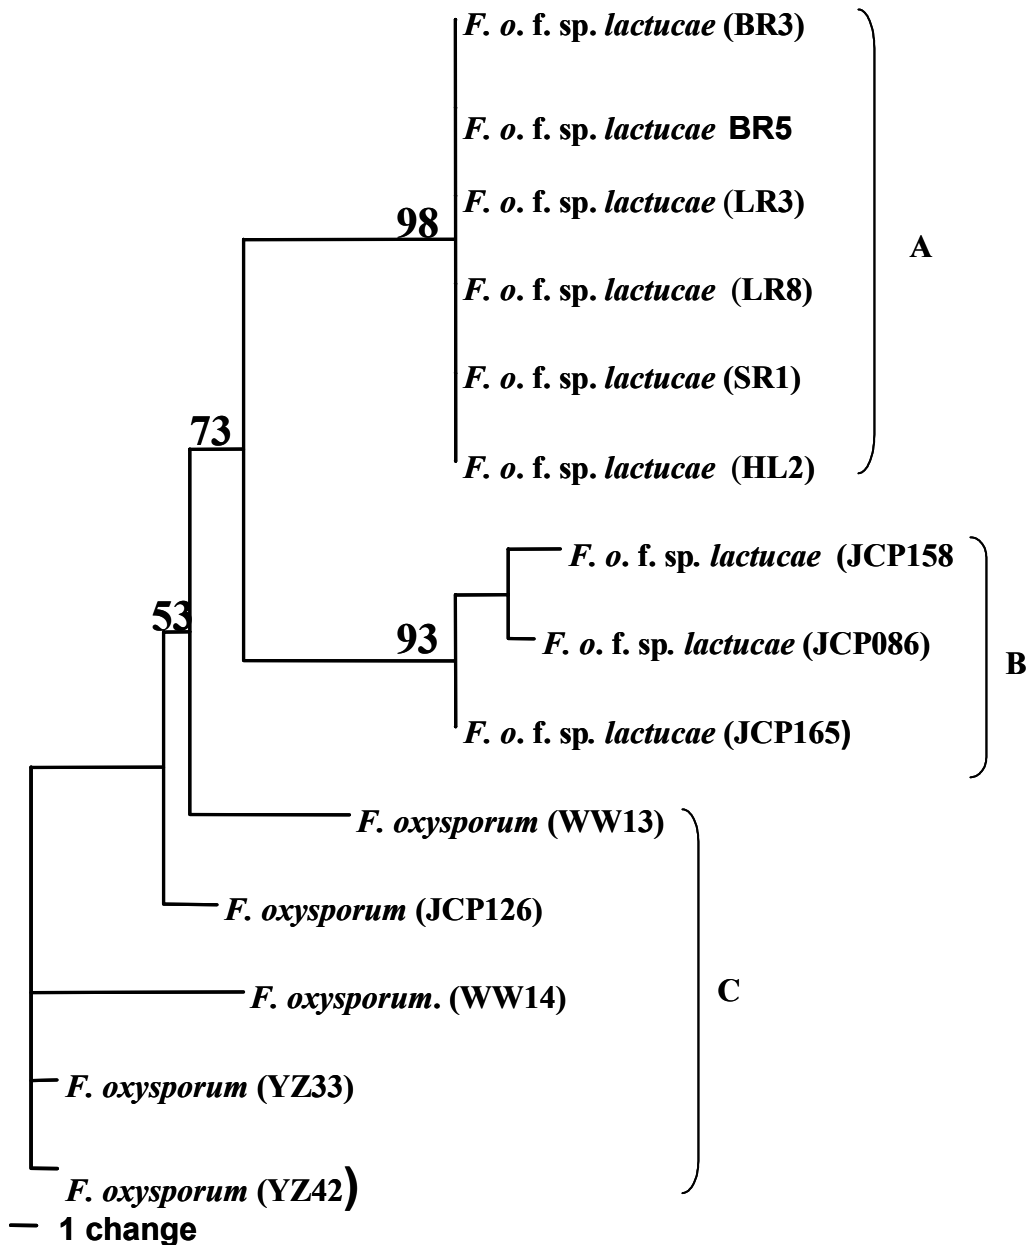 F. o. f. sp. lactucae (BR3)
F. o. f. sp. lactucae BR5
F. o. f. sp. lactucae (LR3)
98
A
F. o. f. sp. lactucae (LR8)
F. o. f. sp. lactucae (SR1)
73
F. o. f. sp. lactucae (HL2)
F. o. f. sp. lactucae (JCP158
53
93
F. o. f. sp. lactucae (JCP086)
B
F. o. f. sp. lactucae (JCP165)
F. oxysporum (WW13)
F. oxysporum (JCP126)
F. oxysporum. (WW14)
C
F. oxysporum (YZ33)
F. oxysporum (YZ42)
1 change